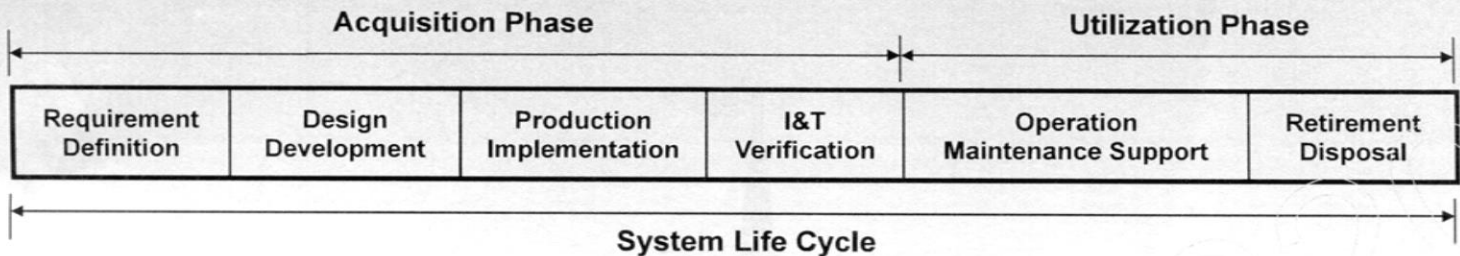 Acquisition Phase
Utilization Phase
Requirement Definition
Design Development
Production Implementation
I&T Verification
Operation Maintenance Support
Retirement Disposal
System Life Cycle